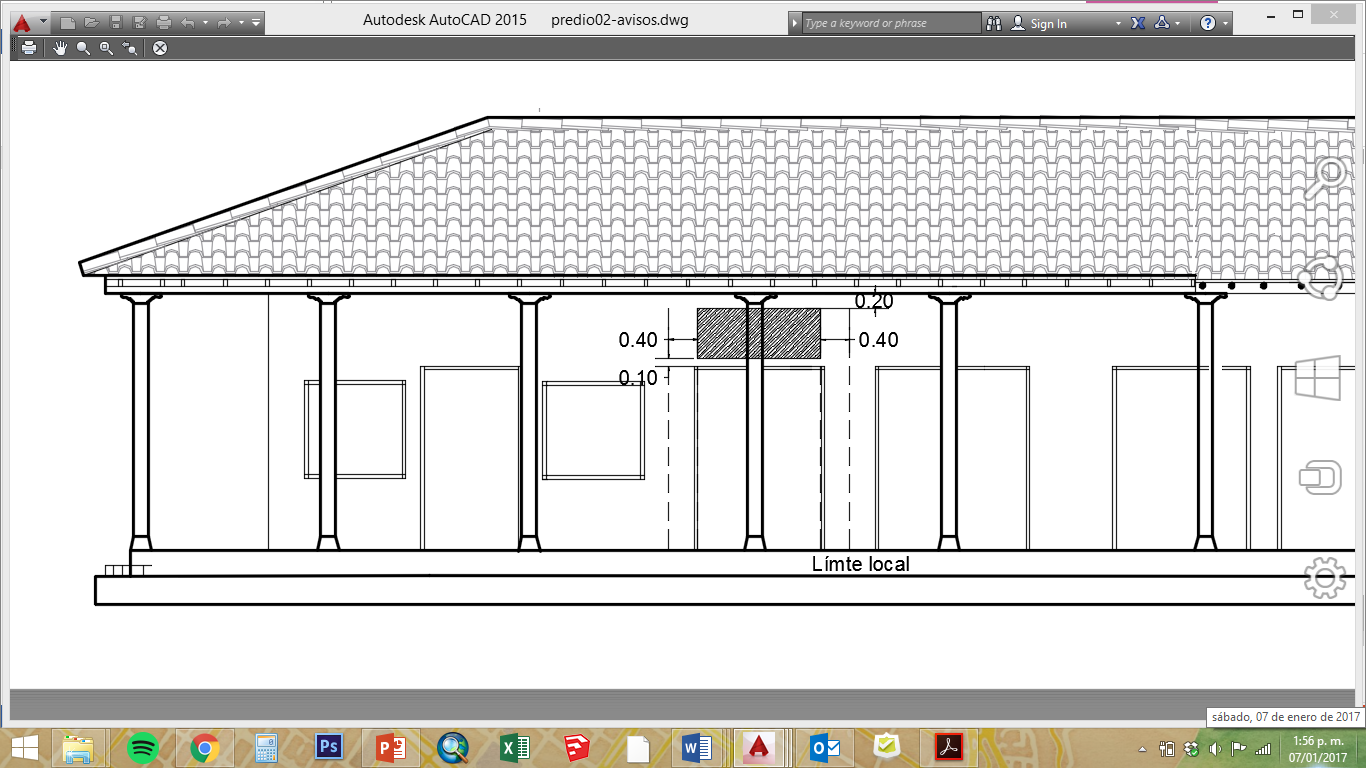 Autodesk AutoCAD 2015 predio02-avisos.dwg
Type a keyword or phrase
Sign In
0.20
0.40
0.40
0.10
Límte local
sábado, 07 de enero de 2017
Ps
P
X
W
O
1:56 p. m.
07/01/2017